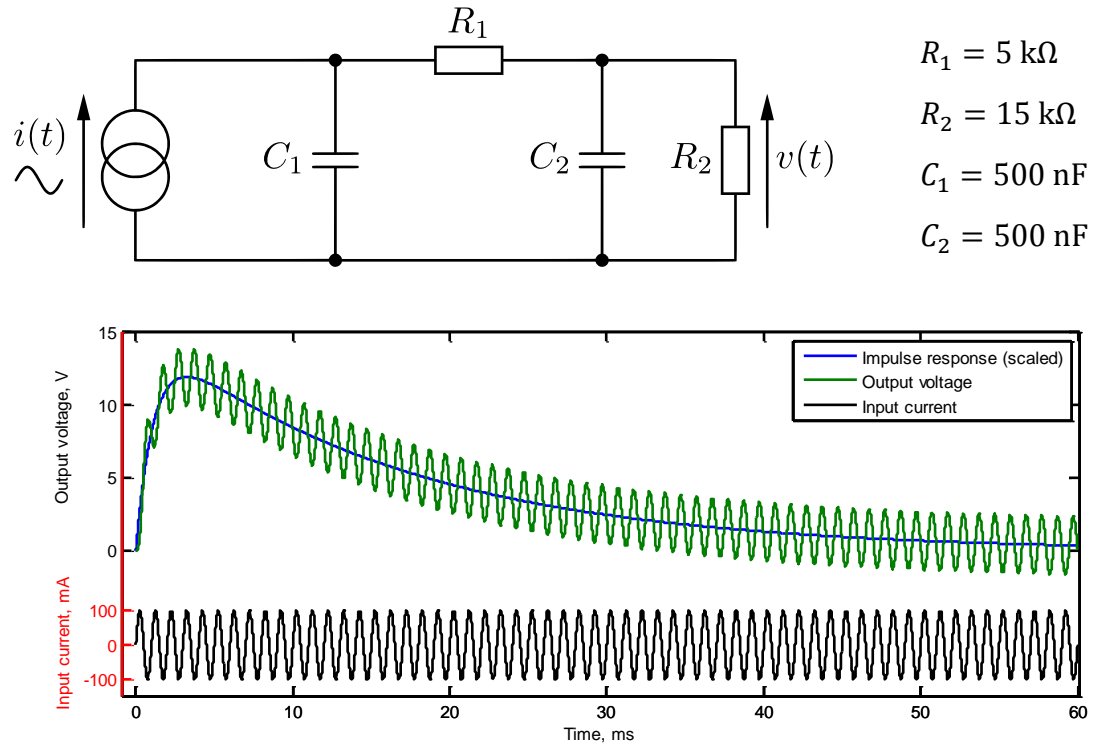 R₁
i(t)
C₁
C₂
R₂
v(t)
R₁ = 5 kΩ
R₂ = 15 kΩ
C₁ = 500 nF
C₂ = 500 nF
Output voltage, V
15
10
5
0
Impulse response (scaled)
Output voltage
Input current
Input current, mA
100
0
-100
0 10 20 30 40 50 60
Time, ms